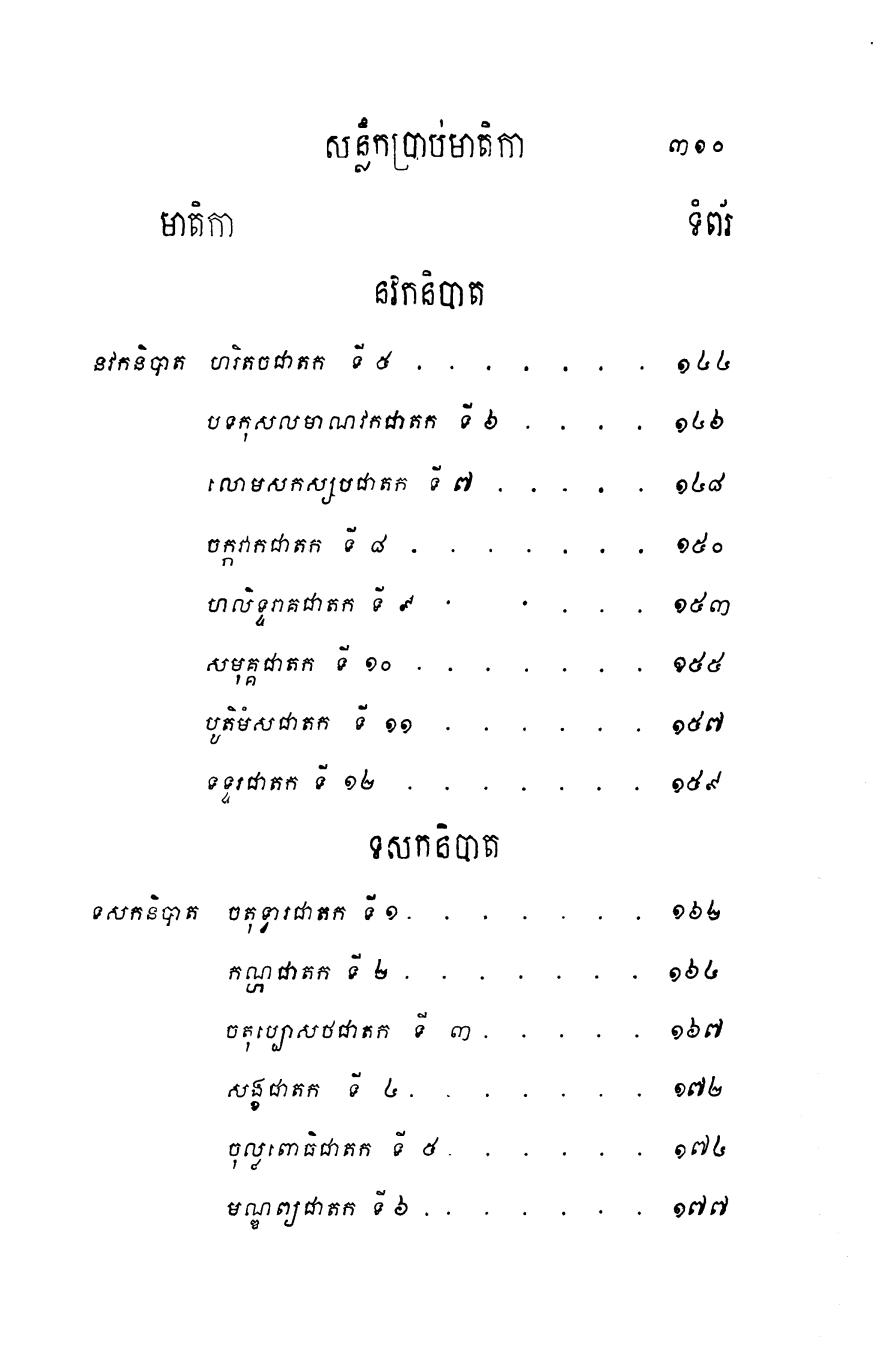 សន្លឹកប្រាប់មាតិកា ៣១០
មាតិកា ទំព័រ
នវកនិបាត
នវកនិបាត ហរិតចជាតក ទី ៥ . . . . . . . ១៤៤
បទកុសលមាណវកជាតក ទី ៦ . . . . ១៤៦
លោមសកស្សបជាតក ទី ៧ . . . . . ១៤៨
ចក្កវាកជាតក ទី ៨ . . . . . . . ១៥០
ហលិទ្ទរាគជាតក ទី ៩ . . . . . ១៥៣
សមុគ្គជាតក ទី ១០ . . . . . . . ១៥៥
បូតិមំសជាតក ទី ១១ . . . . . . ១៥៧
ទទ្ទរជាតក ទី ១២ . . . . . . . ១៥៩
ទសកនិបាត
ទសកនិបាត ចតុទ្វារជាតក ទី ១ . . . . . . . ១៦២
កណ្ហជាតក ទី ២ . . . . . . . ១៦៤
ចតុប្បោសថជាតក ទី ៣ . . . . . ១៦៧
សង្ខជាតក ទី ៤ . . . . . . . ១៧២
ចុល្លពោធិជាតក ទី ៥ . . . . . . ១៧៤
មណ្ឌព្យជាតក ទី ៦ . . . . . . . ១៧៧